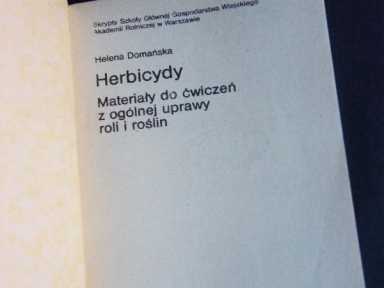 Skrypty Szkoły Głównej Gospodarstwa Wiejskiego
Akademii Rolniczej w Warszawie
Helena Domańska
Herbicydy
Materiały do ćwiczeń
z ogólnej uprawy
roli i roślin